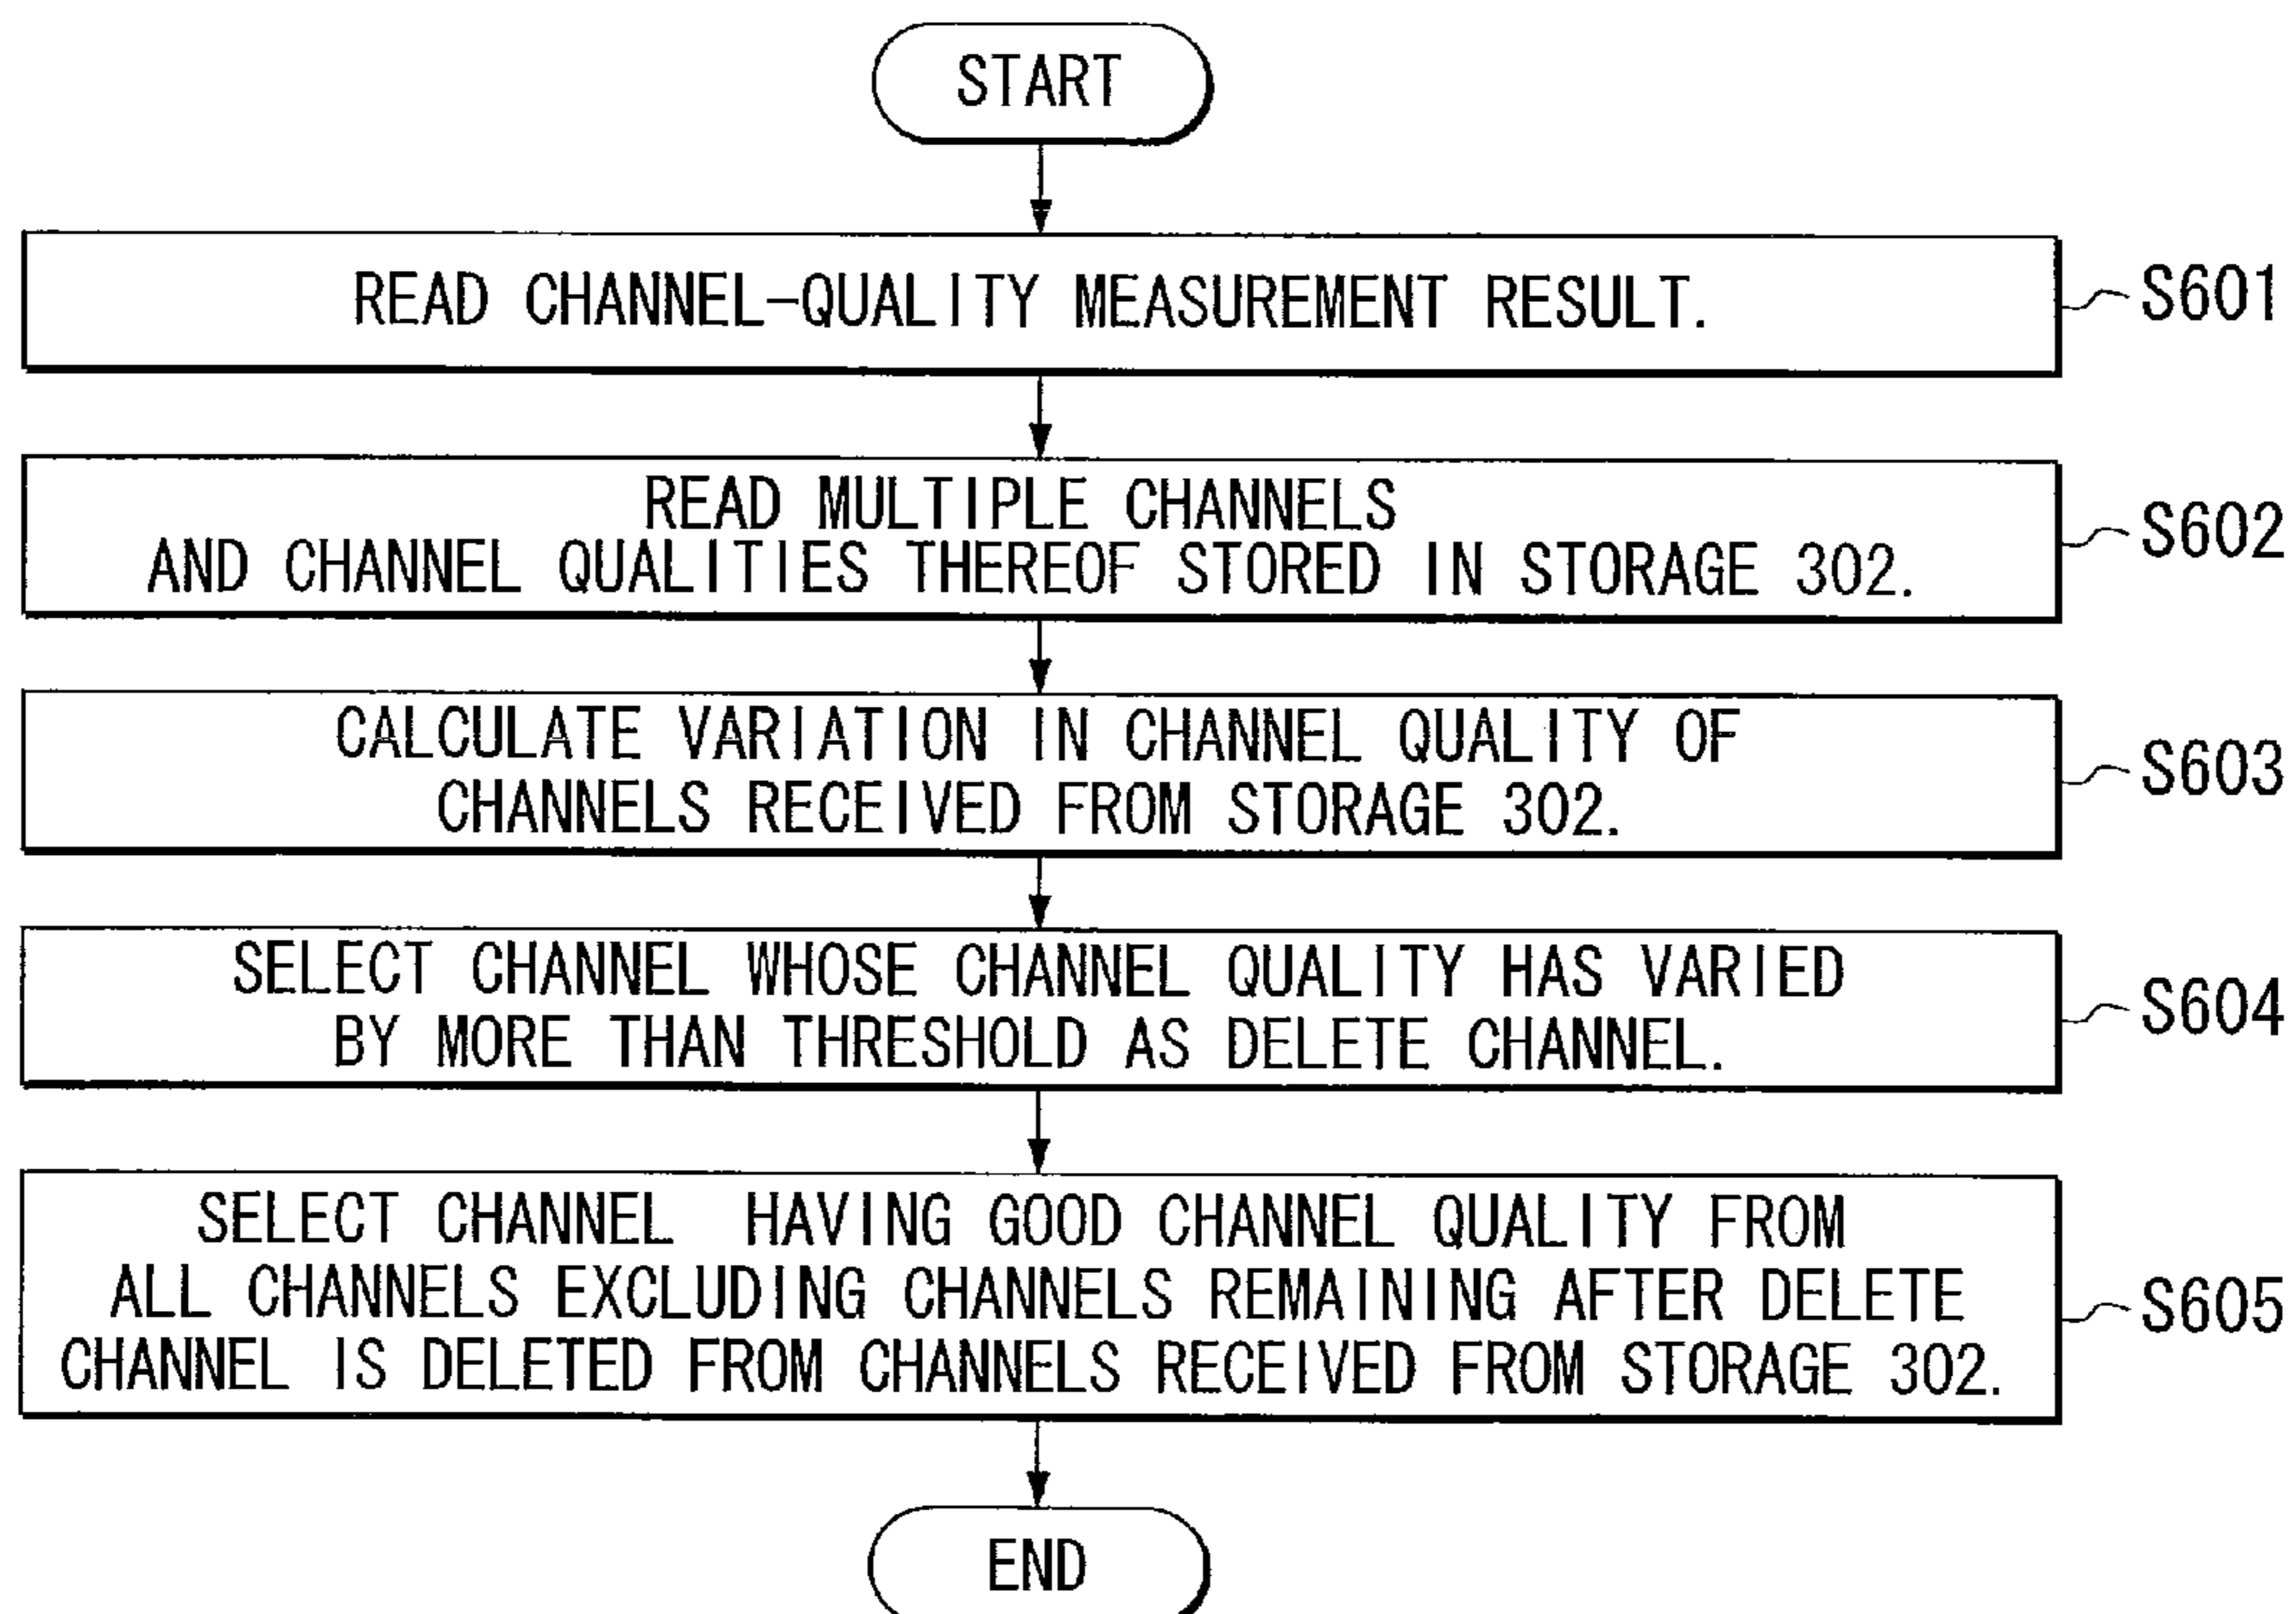 START
READ CHANNEL-QUALITY MEASUREMENT RESULT.
S601
READ MULTIPLE CHANNELS
AND CHANNEL QUALITIES THEREOF STORED IN STORAGE 302.
S602
CALCULATE VARIATION IN CHANNEL QUALITY OF
CHANNELS RECEIVED FROM STORAGE 302.
S603
SELECT CHANNEL WHOSE CHANNEL QUALITY HAS VARIED
BY MORE THAN THRESHOLD AS DELETE CHANNEL.
S604
SELECT CHANNEL HAVING GOOD CHANNEL QUALITY FROM
ALL CHANNELS EXCLUDING CHANNELS REMAINING AFTER DELETE
CHANNEL IS DELETED FROM CHANNELS RECEIVED FROM STORAGE 302.
S605
END